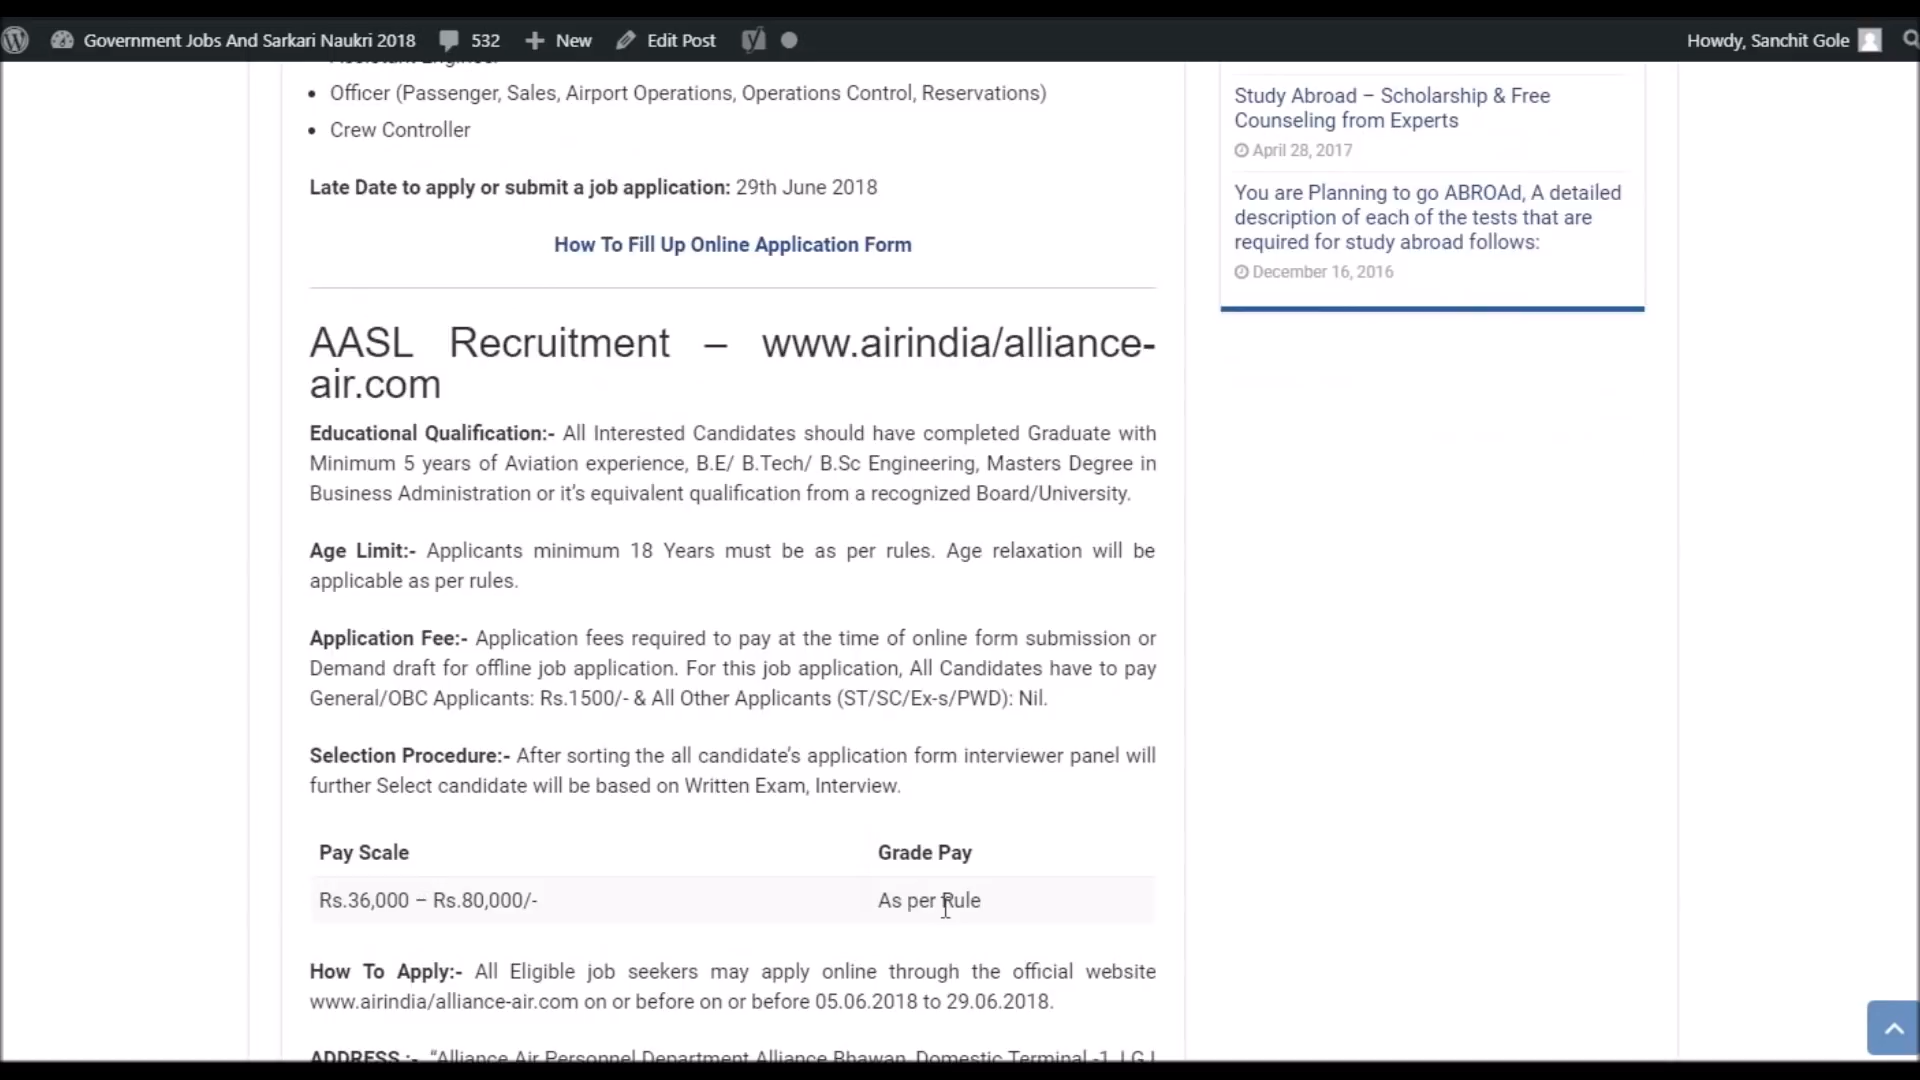 Government Jobs And Sarkari Naukri 2018 532 New Edit Post Howdy, Sanchit Gole
Assistant Engineer
• Officer (Passenger, Sales, Airport Operations, Operations Control, Reservations)
• Crew Controller
Late Date to apply or submit a job application: 29th June 2018
How To Fill Up Online Application Form
AASL Recruitment – www.airindia/alliance-
air.com
Educational Qualification:- All Interested Candidates should have completed Graduate with
Minimum 5 years of Aviation experience, B.E/ B.Tech/ B.Sc Engineering, Masters Degree in
Business Administration or it’s equivalent qualification from a recognized Board/University.
Age Limit:- Applicants minimum 18 Years must be as per rules. Age relaxation will be
applicable as per rules.
Application Fee:- Application fees required to pay at the time of online form submission or
Demand draft for offline job application. For this job application, All Candidates have to pay
General/OBC Applicants: Rs.1500/- & All Other Applicants (ST/SC/Ex-s/PWD): Nil.
Selection Procedure:- After sorting the all candidate’s application form interviewer panel will
further Select candidate will be based on Written Exam, Interview.
Pay Scale Grade Pay
Rs.36,000 – Rs.80,000/- As per Rule
How To Apply:- All Eligible job seekers may apply online through the official website
www.airindia/alliance-air.com on or before on or before 05.06.2018 to 29.06.2018.
ADDRESS :- “Alliance Air Personnel Department Alliance Bhawan, Domestic Terminal -1, I.G.I
Study Abroad – Scholarship & Free
Counseling from Experts
April 28, 2017
You are Planning to go ABROAd, A detailed
description of each of the tests that are
required for study abroad follows:
December 16, 2016